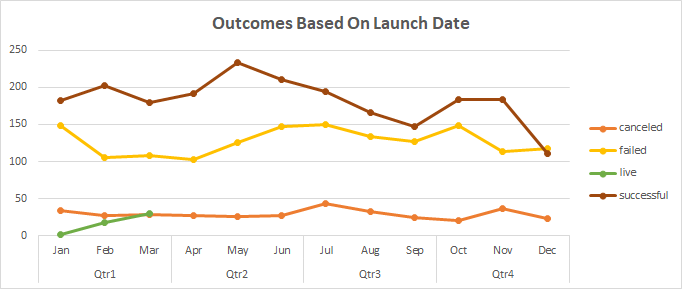 Outcomes Based On Launch Date
250
200
150
100
50
0
Jan Feb Mar Apr May Jun Jul Aug Sep Oct Nov Dec
Qtr1 Qtr2 Qtr3 Qtr4
canceled
failed
live
successful